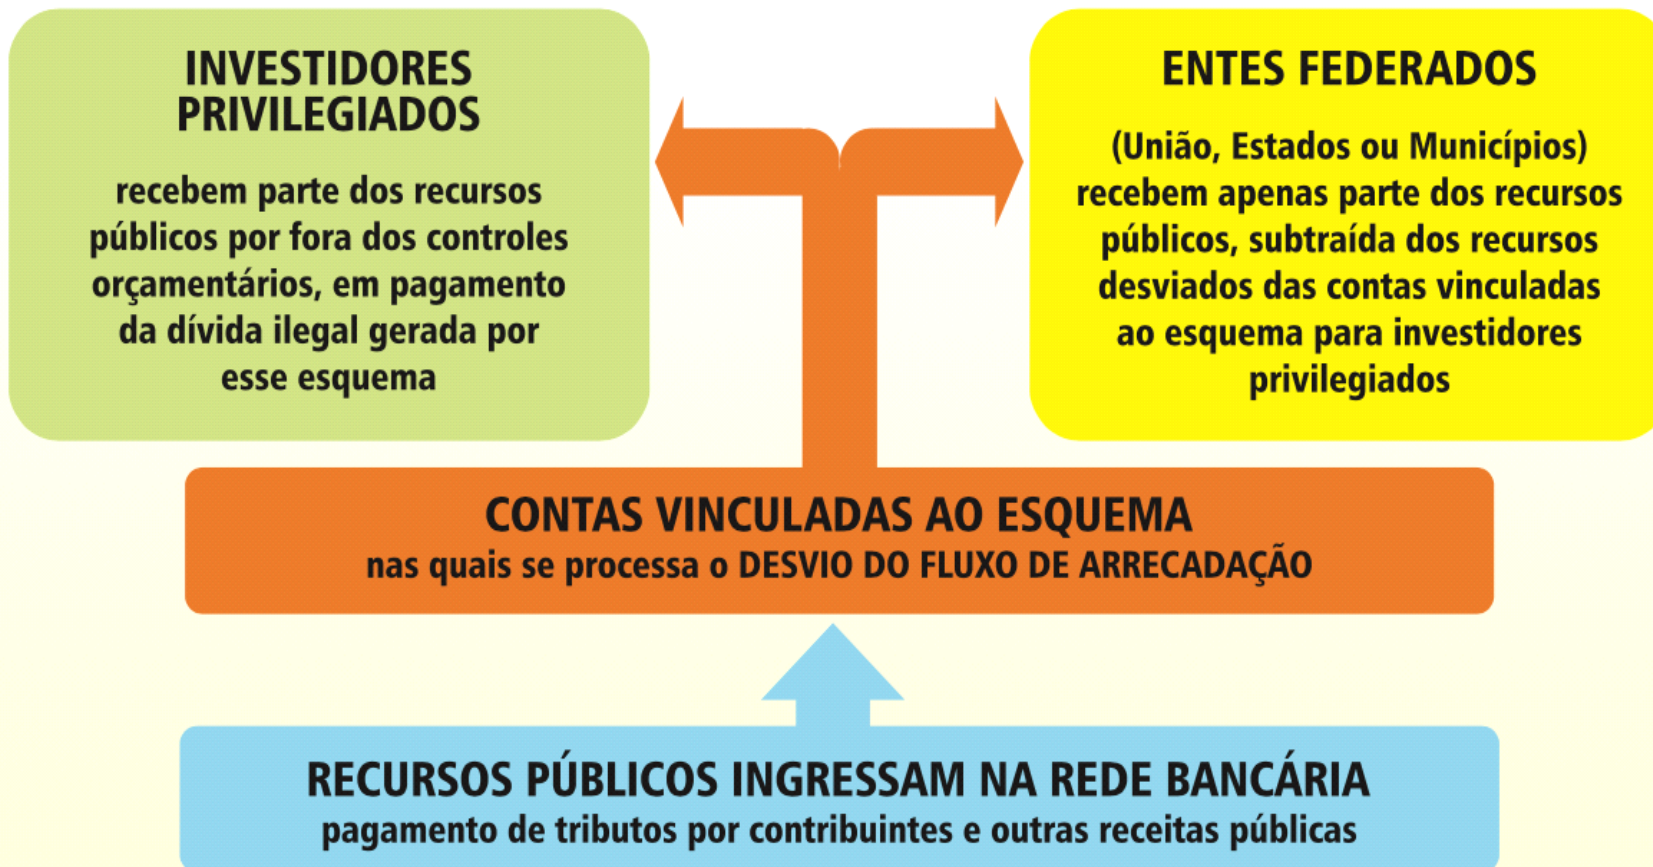 INVESTIDORES
PRIVILEGIADOS
recebem parte dos recursos
públicos por fora dos controles
orçamentários, em pagamento
da dívida ilegal gerada por
esse esquema
ENTES FEDERADOS
(União, Estados ou Municípios)
recebem apenas parte dos recursos
públicos, subtraída dos recursos
desviados das contas vinculadas
ao esquema para investidores
privilegiados
CONTAS VINCULADAS AO ESQUEMA
nas quais se processa o DESVIO DO FLUXO DE ARRECADAÇÃO
RECURSOS PÚBLICOS INGRESSAM NA REDE BANCÁRIA
pagamento de tributos por contribuintes e outras receitas públicas